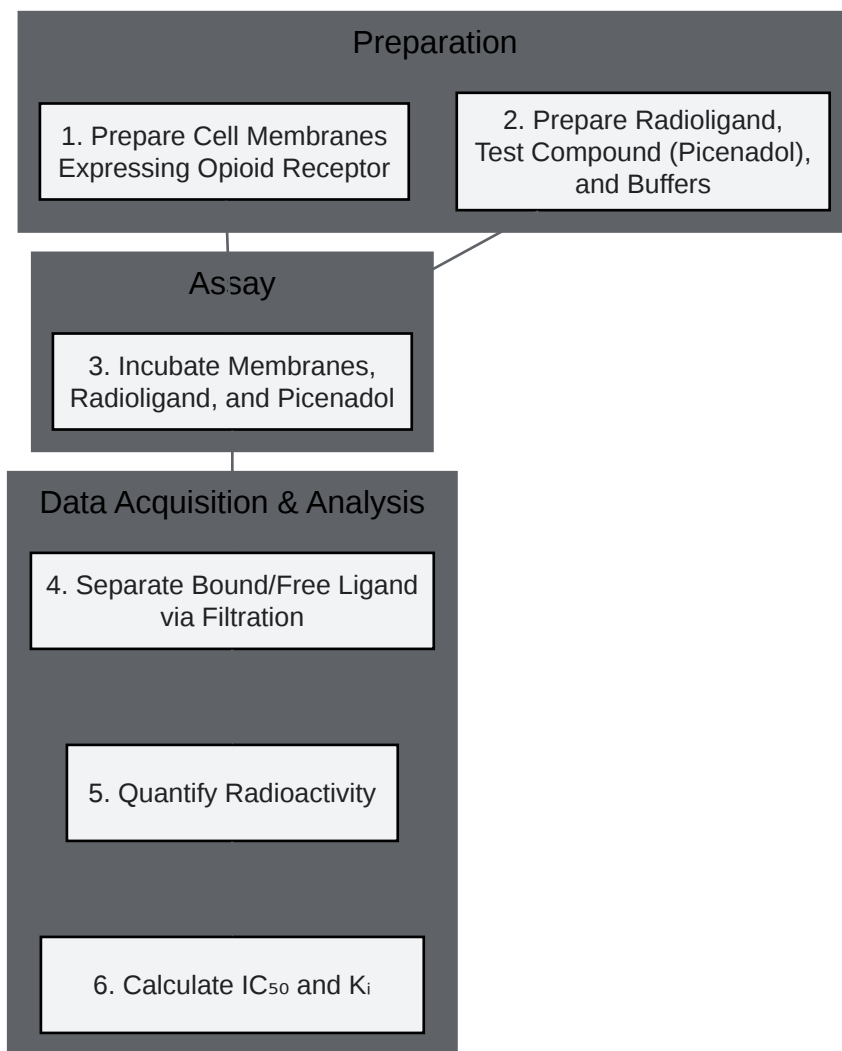 Preparation
1. Prepare Cell Membranes
Expressing Opioid Receptor
2. Prepare Radioligand,
Test Compound (Picenadol),
and Buffers
Assay
3. Incubate Membranes,
Radioligand, and Picenadol
Data Acquisition & Analysis
4. Separate Bound/Free Ligand
via Filtration
5. Quantify Radioactivity
6. Calculate IC₅₀ and Kᵢ